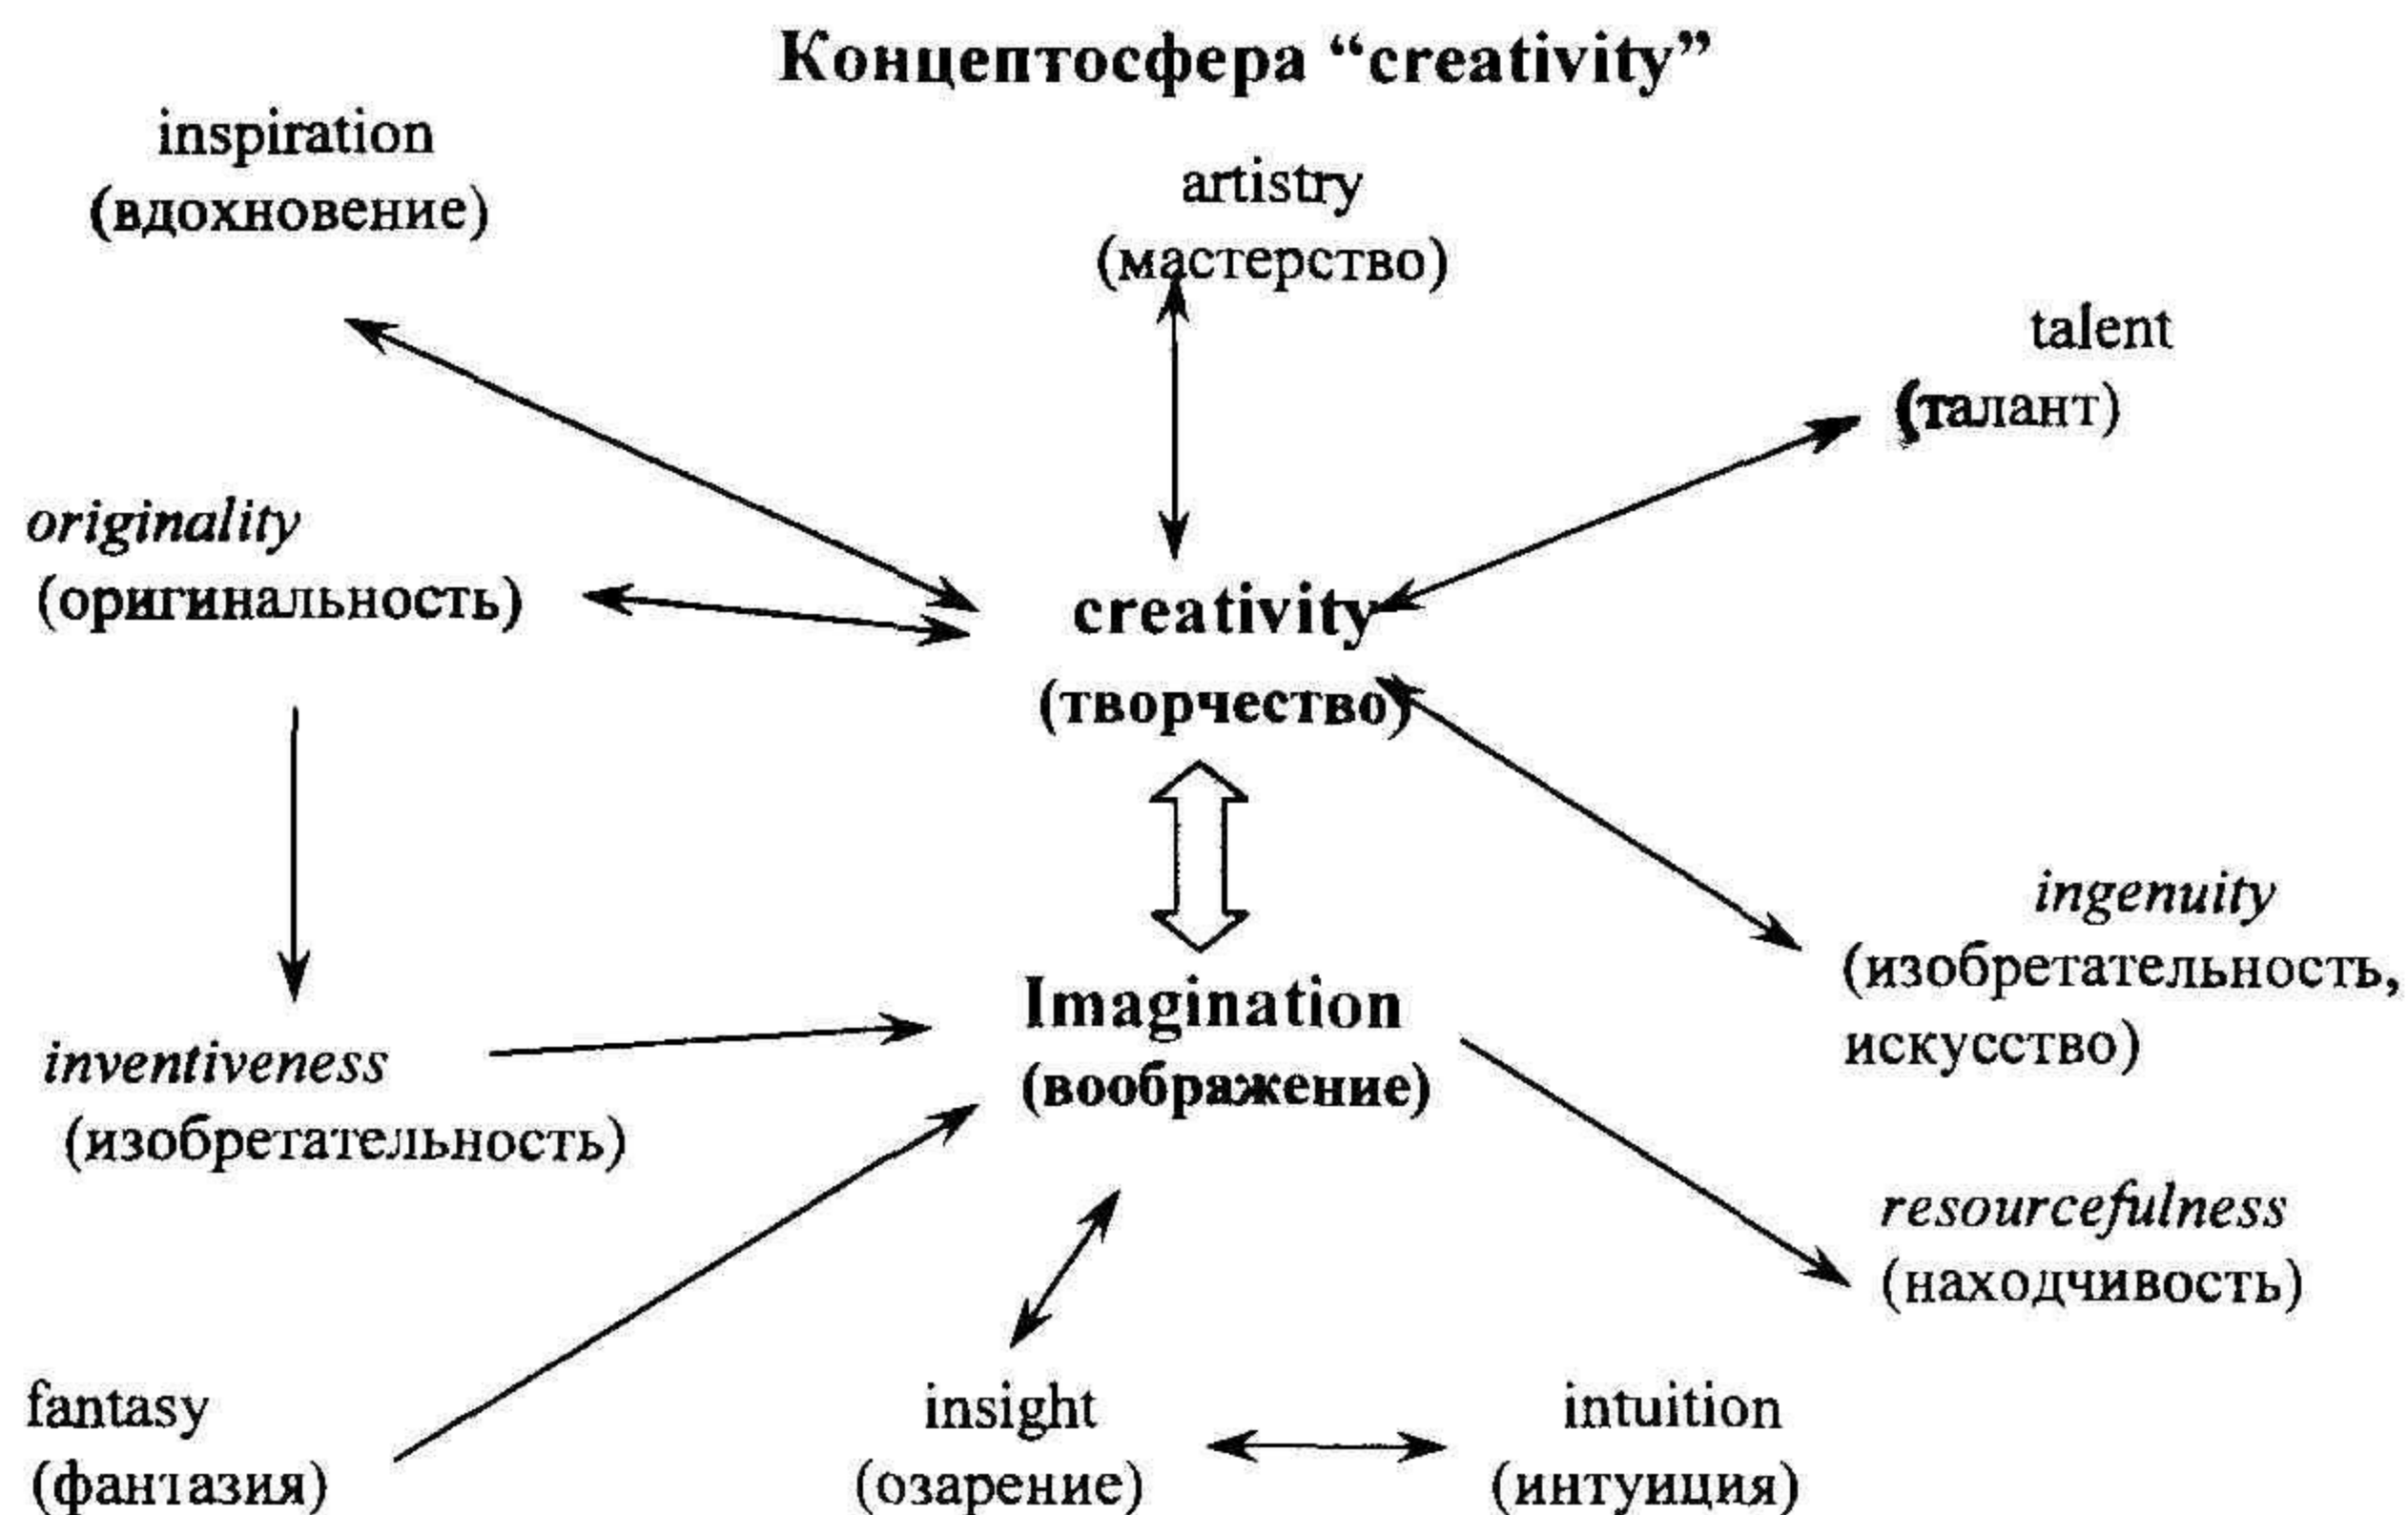 Концептосфера “creativity”
inspiration
(вдохновение)
artistry
(мастерство)
talent
(талант)
originality
(оригинальность)
creativity
(творчество)
ingenuity
(изобретательность,
искусство)
Imagination
(воображение)
inventiveness
(изобретательность)
resourcefulness
(находчивость)
fantasy
(фантазия)
insight
(озарение)
intuition
(интуиция)